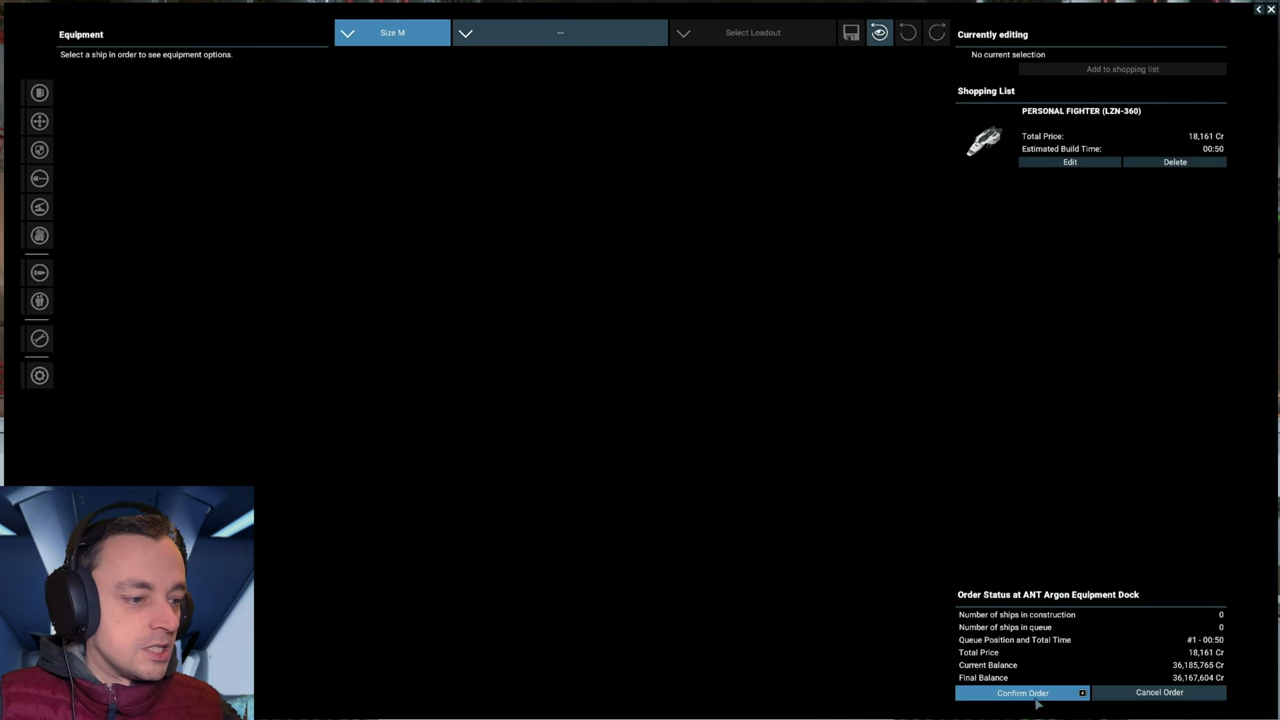 Equipment
Select a ship in order to see equipment options.
Size M
---
Select Loadout
Currently editing
No current selection
Add to shopping list
Shopping List
PERSONAL FIGHTER (LZN-360)
Total Price: 18,161 Cr
Estimated Build Time: 00:50
Edit Delete
Order Status at ANT Argon Equipment Dock
Number of ships in construction 0
Number of ships in queue 0
Queue Position and Total Time #1 - 00:50
Total Price 18,161 Cr
Current Balance 36,185,765 Cr
Final Balance 36,167,604 Cr
Confirm Order Cancel Order